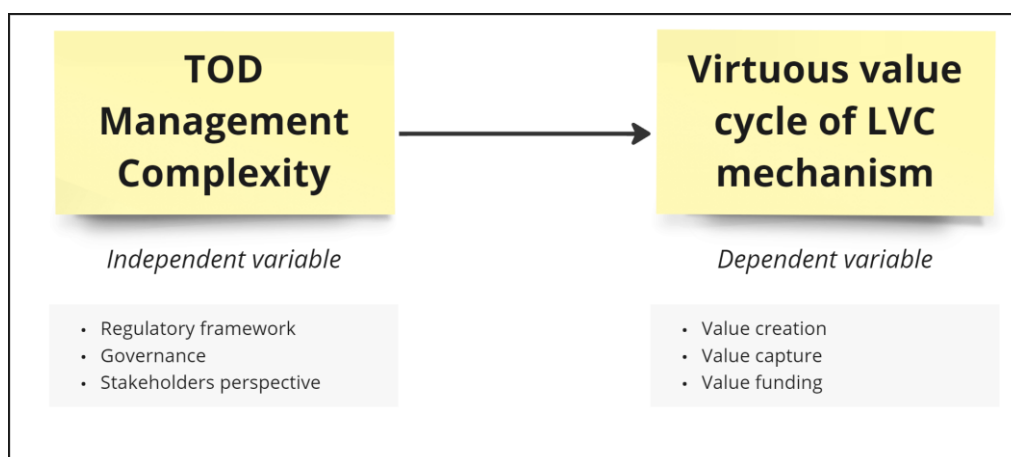 TOD
Management
Complexity
Virtuous value
cycle of LVC
mechanism
Independent variable
Dependent variable
• Regulatory framework
• Governance
• Stakeholders perspective
• Value creation
• Value capture
• Value funding